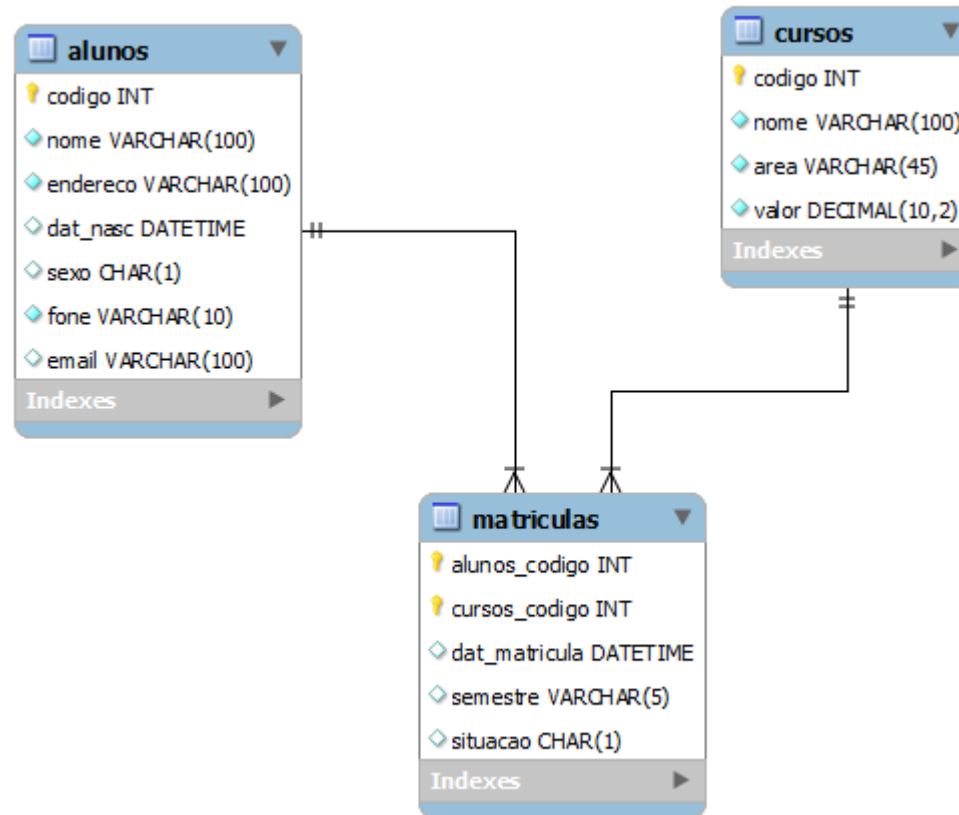 alunos
codigo INT
nome VARCHAR(100)
endereco VARCHAR(100)
dat_nasc DATETIME
sexo CHAR(1)
fone VARCHAR(10)
email VARCHAR(100)
Indexes
cursos
codigo INT
nome VARCHAR(100)
area VARCHAR(45)
valor DECIMAL(10,2)
Indexes
matriculas
alunos_codigo INT
cursos_codigo INT
dat_matricula DATETIME
semestre VARCHAR(5)
situacao CHAR(1)
Indexes